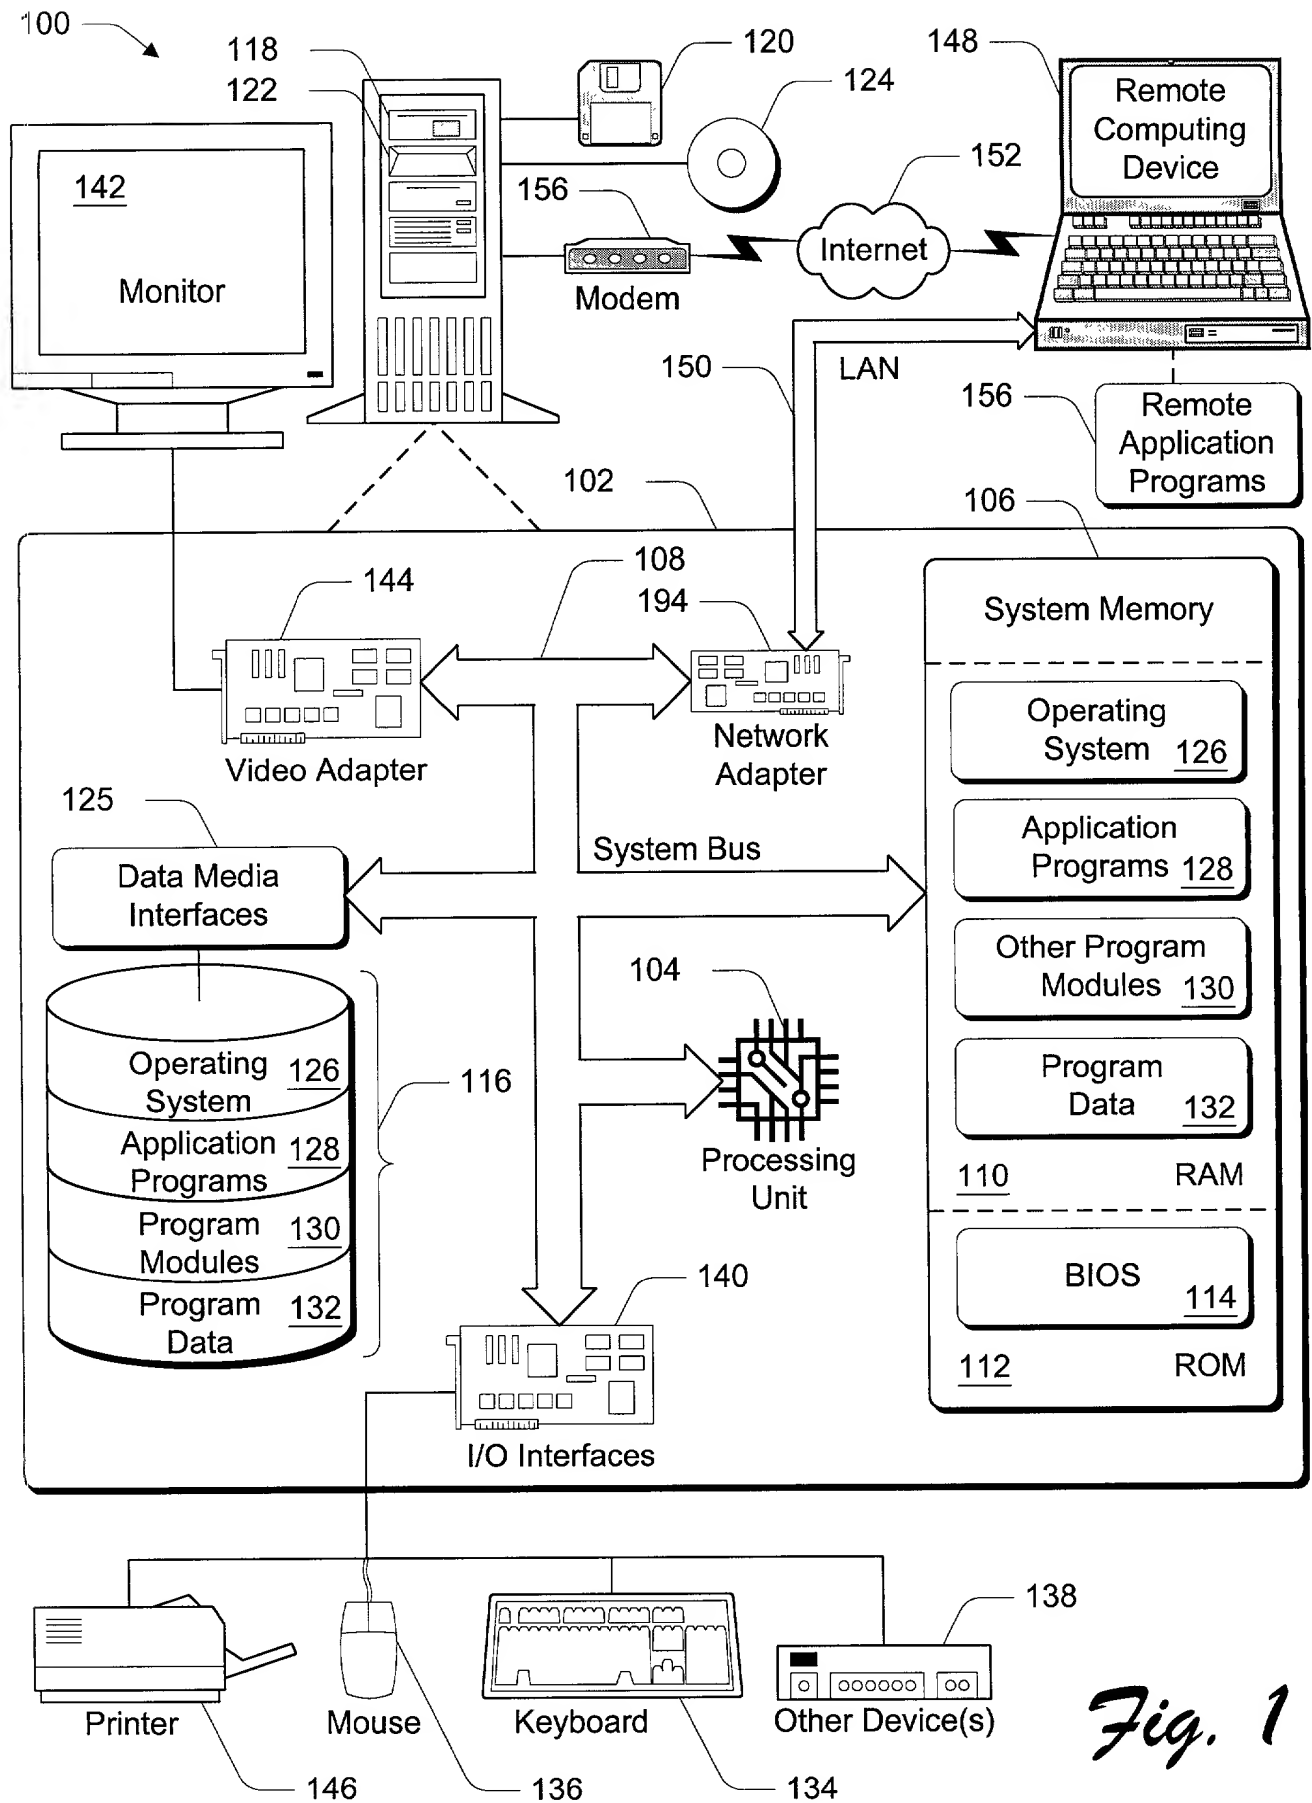 100
118
122
120
124
148
Remote
Computing
Device
142
Monitor
156
Modem
152
Internet
150
LAN
156
Remote
Application
Programs
102
106
108
144
194
System Memory
Video Adapter
Network
Adapter
Operating
System 126
125
Data Media
Interfaces
System Bus
Application
Programs 128
Other Program
Modules 130
104
Processing
Unit
Program
Data 132
110 RAM
Operating
System 126
Application
Programs 128
Program
Modules 130
Program
Data 132
116
BIOS
114
112 ROM
140
I/O Interfaces
Printer
146
Mouse
136
Keyboard
134
138
Other Device(s)
Fig. 1